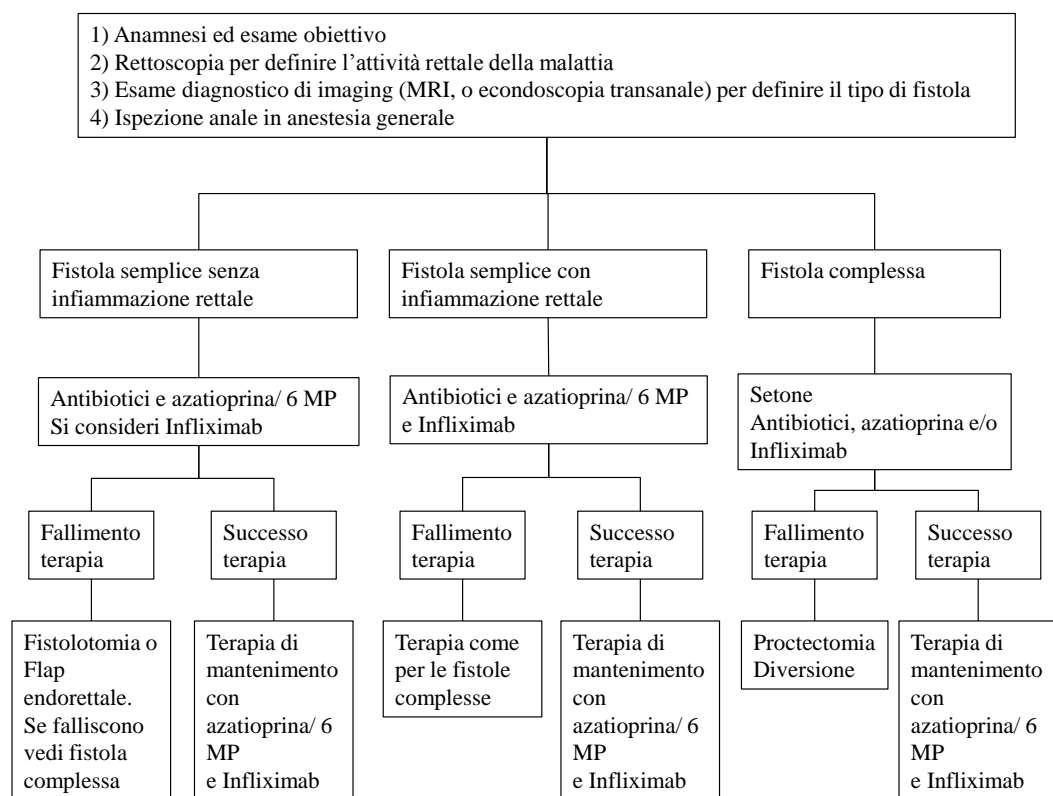 1) Anamnesi ed esame obiettivo
2) Rettoscopia per definire l’attività rettale della malattia
3) Esame diagnostico di imaging (MRI, o econdoscopia transanale) per definire il tipo di fistola
4) Ispezione anale in anestesia generale
Fistola semplice senza
infiammazione rettale
Fistola semplice con
infiammazione rettale
Fistola complessa
Antibiotici e azatioprina/ 6 MP
Si consideri Infliximab
Antibiotici e azatioprina/ 6 MP
e Infliximab
Setone
Antibiotici, azatioprina e/o
Infliximab
Fallimento
terapia
Successo
terapia
Fallimento
terapia
Successo
terapia
Fallimento
terapia
Successo
terapia
Fistolotomia o
Flap
endorettale.
Se falliscono
vedi fistola
complessa
Terapia di
mantenimento
con
azatioprina/ 6
MP
e Infliximab
Terapia come
per le fistole
complesse
Terapia di
mantenimento
con
azatioprina/ 6
MP
e Infliximab
Proctectomia
Diversione
Terapia di
mantenimento
con
azatioprina/ 6
MP
e Infliximab